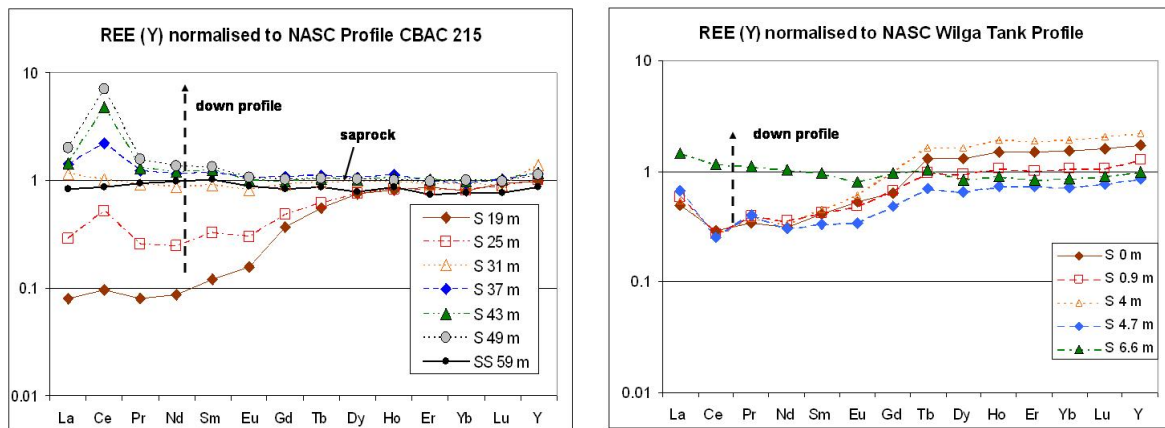 REE (Y) normalised to NASC Profile CBAC 215
10
1
0.1
0.01
down profile
saprock
S 19 m
S 25 m
S 31 m
S 37 m
S 43 m
S 49 m
SS 59 m
La Ce Pr Nd Sm Eu Gd Tb Dy Ho Er Yb Lu Y
REE (Y) normalised to NASC Wilga Tank Profile
10
1
0.1
0.01
down profile
S 0 m
S 0.9 m
S 4 m
S 4.7 m
S 6.6 m
La Ce Pr Nd Sm Eu Gd Tb Dy Ho Er Yb Lu Y